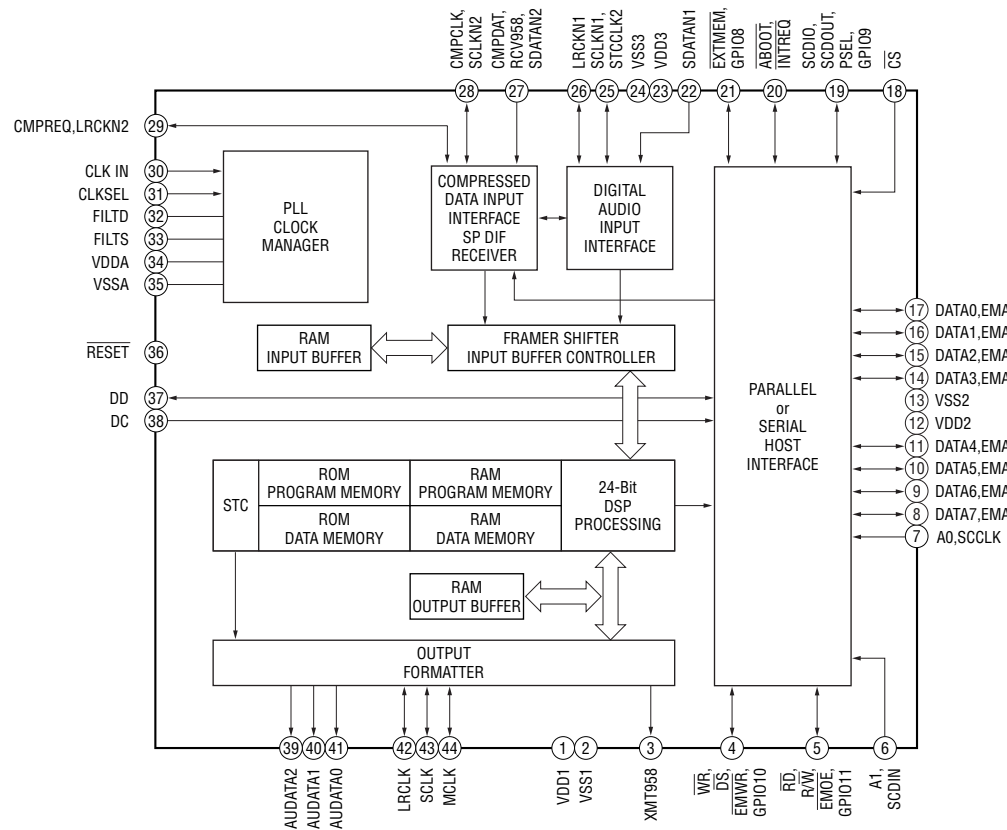 CMPCLK,
SCLKN2
CMPDAT,
RCV958,
SDATAN2
LRCKN1
SCLKN1,
STCCLK2
VSS3
VDD3
SDATAN1
EXTMEM,
GPIO8
ABOOT,
INTREQ
SCDIO,
SCDOUT,
PSEL,
GPIO9
CS
28
27
26
25
24
23
22
21
20
19
18
CMPREQ,LRCKN2
29
CLK IN
30
CLKSEL
31
FILTD
32
FILTS
33
VDDA
34
VSSA
35
RESET
36
DD
37
DC
38
PLL
CLOCK
MANAGER
COMPRESSED
DATA INPUT
INTERFACE
SP DIF
RECEIVER
DIGITAL
AUDIO
INPUT
INTERFACE
RAM
INPUT BUFFER
FRAMER SHIFTER
INPUT BUFFER CONTROLLER
PARALLEL
or
SERIAL
HOST
INTERFACE
STC
ROM
PROGRAM MEMORY
RAM
PROGRAM MEMORY
ROM
DATA MEMORY
RAM
DATA MEMORY
24-Bit
DSP
PROCESSING
RAM
OUTPUT BUFFER
OUTPUT
FORMATTER
17 DATA0,EMA
16 DATA1,EMA
15 DATA2,EMA
14 DATA3,EMA
13 VSS2
12 VDD2
11 DATA4,EMA
10 DATA5,EMA
9 DATA6,EMA
8 DATA7,EMA
7 A0,SCCLK
39
40
41
42
43
44
1
2
3
4
5
6
AUDATA2
AUDATA1
AUDATA0
LRCLK
SCLK
MCLK
VDD1
VSS1
XMT958
WR,
DS,
EMWR,
GPIO10
RD,
R/W,
EMOE,
GPIO11
A1,
SCDIN